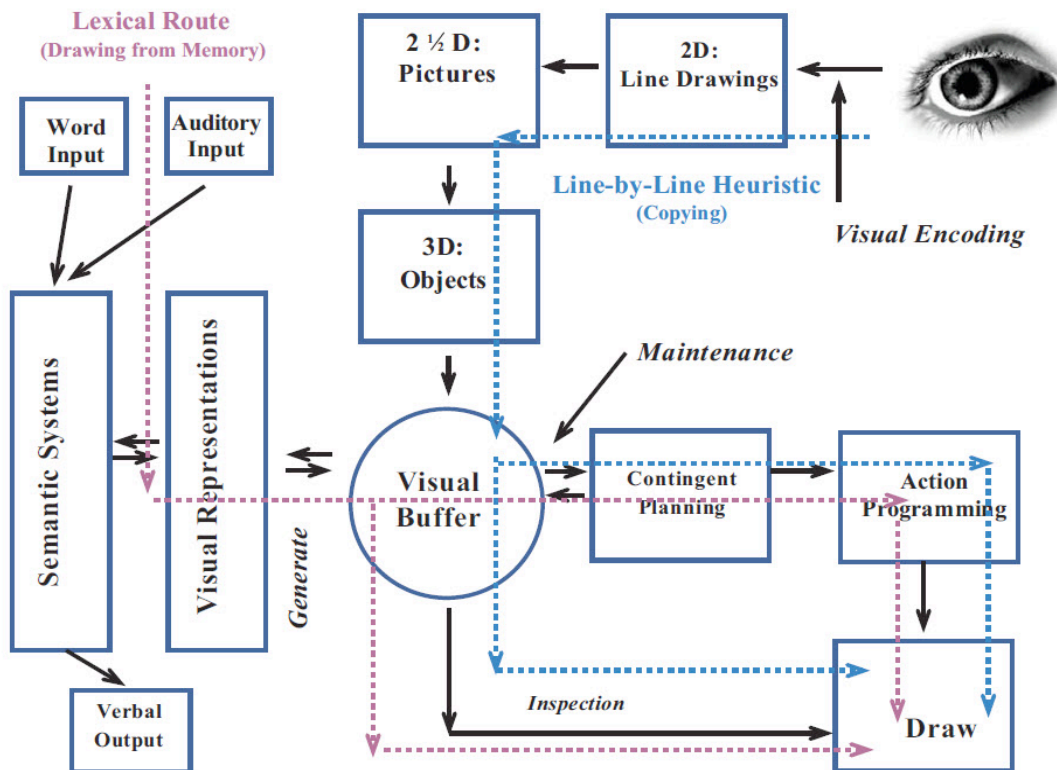 Lexical Route
(Drawing from Memory)
2 ½ D:
Pictures
2D:
Line Drawings
Word
Input
Auditory
Input
Line-by-Line Heuristic
(Copying)
Visual Encoding
3D:
Objects
Semantic Systems
Visual Representations
Generate
Maintenance
Visual
Buffer
Contingent
Planning
Action
Programming
Verbal
Output
Inspection
Draw